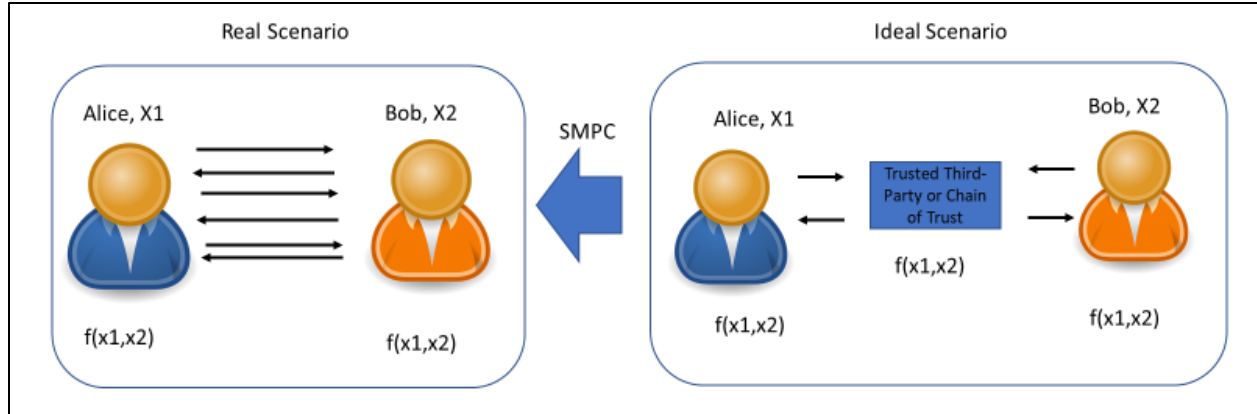 Real Scenario
Alice, X1
Bob, X2
f(x1,x2)
f(x1,x2)
SMPC
Ideal Scenario
Alice, X1
Bob, X2
Trusted Third-
Party or Chain
of Trust
f(x1,x2)
f(x1,x2)
f(x1,x2)